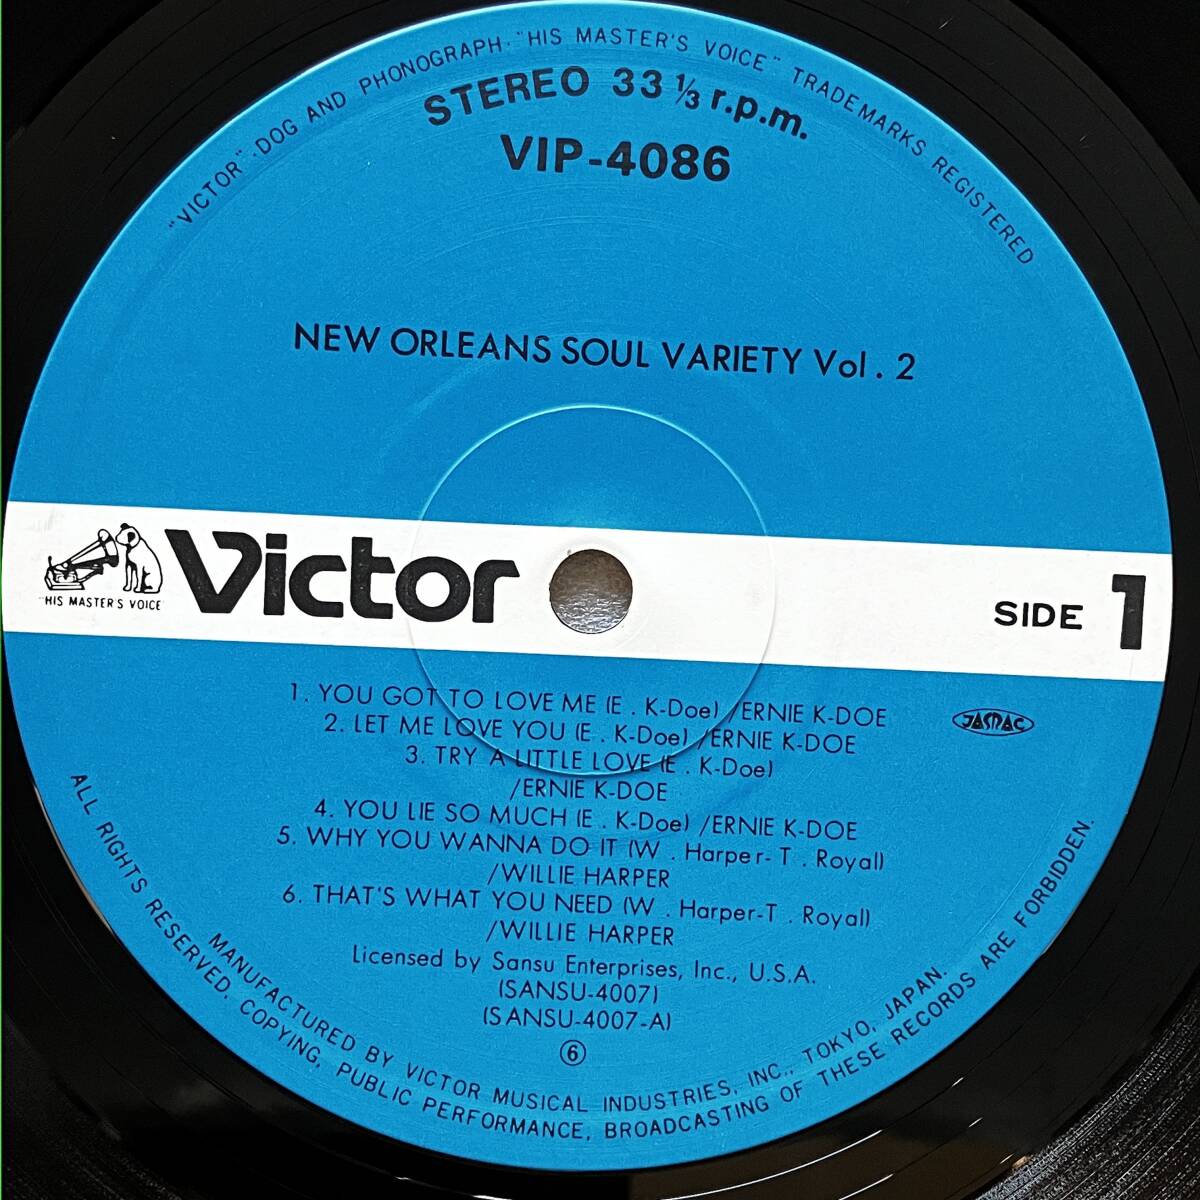 "VICTOR"·DOG AND PHONOGRAPH·"HIS MASTER'S VOICE" TRADEMARKS REGISTERED
STEREO 33 ⅓ r.p.m.
VIP-4086
NEW ORLEANS SOUL VARIETY Vol. 2
"HIS MASTER'S VOICE"
Victor
SIDE 1
1. YOU GOT TO LOVE ME (E. K-Doe) /ERNIE K-DOE
2. LET ME LOVE YOU (E. K-Doe) /ERNIE K-DOE
3. TRY A LITTLE LOVE (E. K-Doe)
/ERNIE K-DOE
4. YOU LIE SO MUCH (E. K-Doe) /ERNIE K-DOE
5. WHY YOU WANNA DO IT (W. Harper-T. Royall)
/WILLIE HARPER
6. THAT'S WHAT YOU NEED (W. Harper-T. Royall)
/WILLIE HARPER
JASRAC
Licensed by Sansu Enterprises, Inc., U.S.A.
(SANSU-4007)
(SANSU-4007-A)
⑥
MANUFACTURED BY VICTOR MUSICAL INDUSTRIES, INC., TOKYO, JAPAN.
ALL RIGHTS RESERVED. COPYING, PUBLIC PERFORMANCE, BROADCASTING OF THESE RECORDS ARE FORBIDDEN.